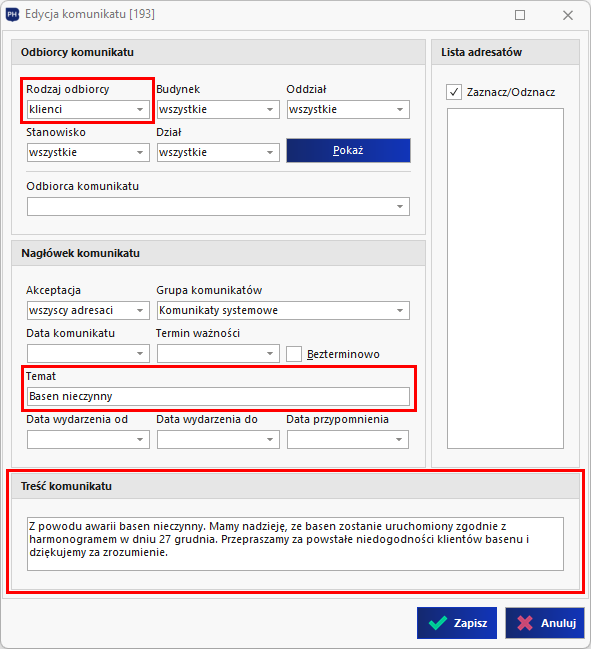 PH+ Edycja komunikatu [193]
Odbiorcy komunikatu
Rodzaj odbiorcy Budynek Oddział
klienci wszystkie wszystkie
Stanowisko Dział
wszystkie wszystkie Pokaż
Odbiorca komunikatu
Nagłówek komunikatu
Akceptacja Grupa komunikatów
wszyscy adresaci Komunikaty systemowe
Data komunikatu Termin ważności
Bezterminowo
Temat
Basen nieczynny
Data wydarzenia od Data wydarzenia do Data przypomnienia
Lista adresatów
Zaznacz/Odznacz
Treść komunikatu
Z powodu awarii basen nieczynny. Mamy nadzieję, ze basen zostanie uruchomiony zgodnie z
harmonogramem w dniu 27 grudnia. Przepraszamy za powstałe niedogodności klientów basenu i
dziękujemy za zrozumienie.
Zapisz Anuluj